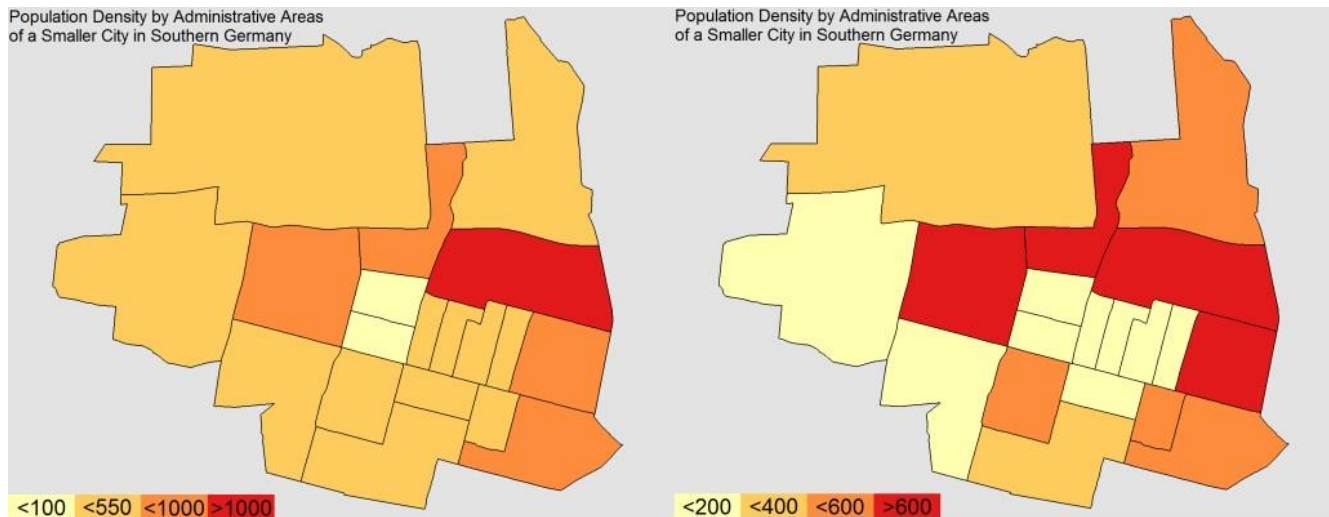 Population Density by Administrative Areas
of a Smaller City in Southern Germany
<100 <550 <1000 >1000
Population Density by Administrative Areas
of a Smaller City in Southern Germany
<200 <400 <600 >600